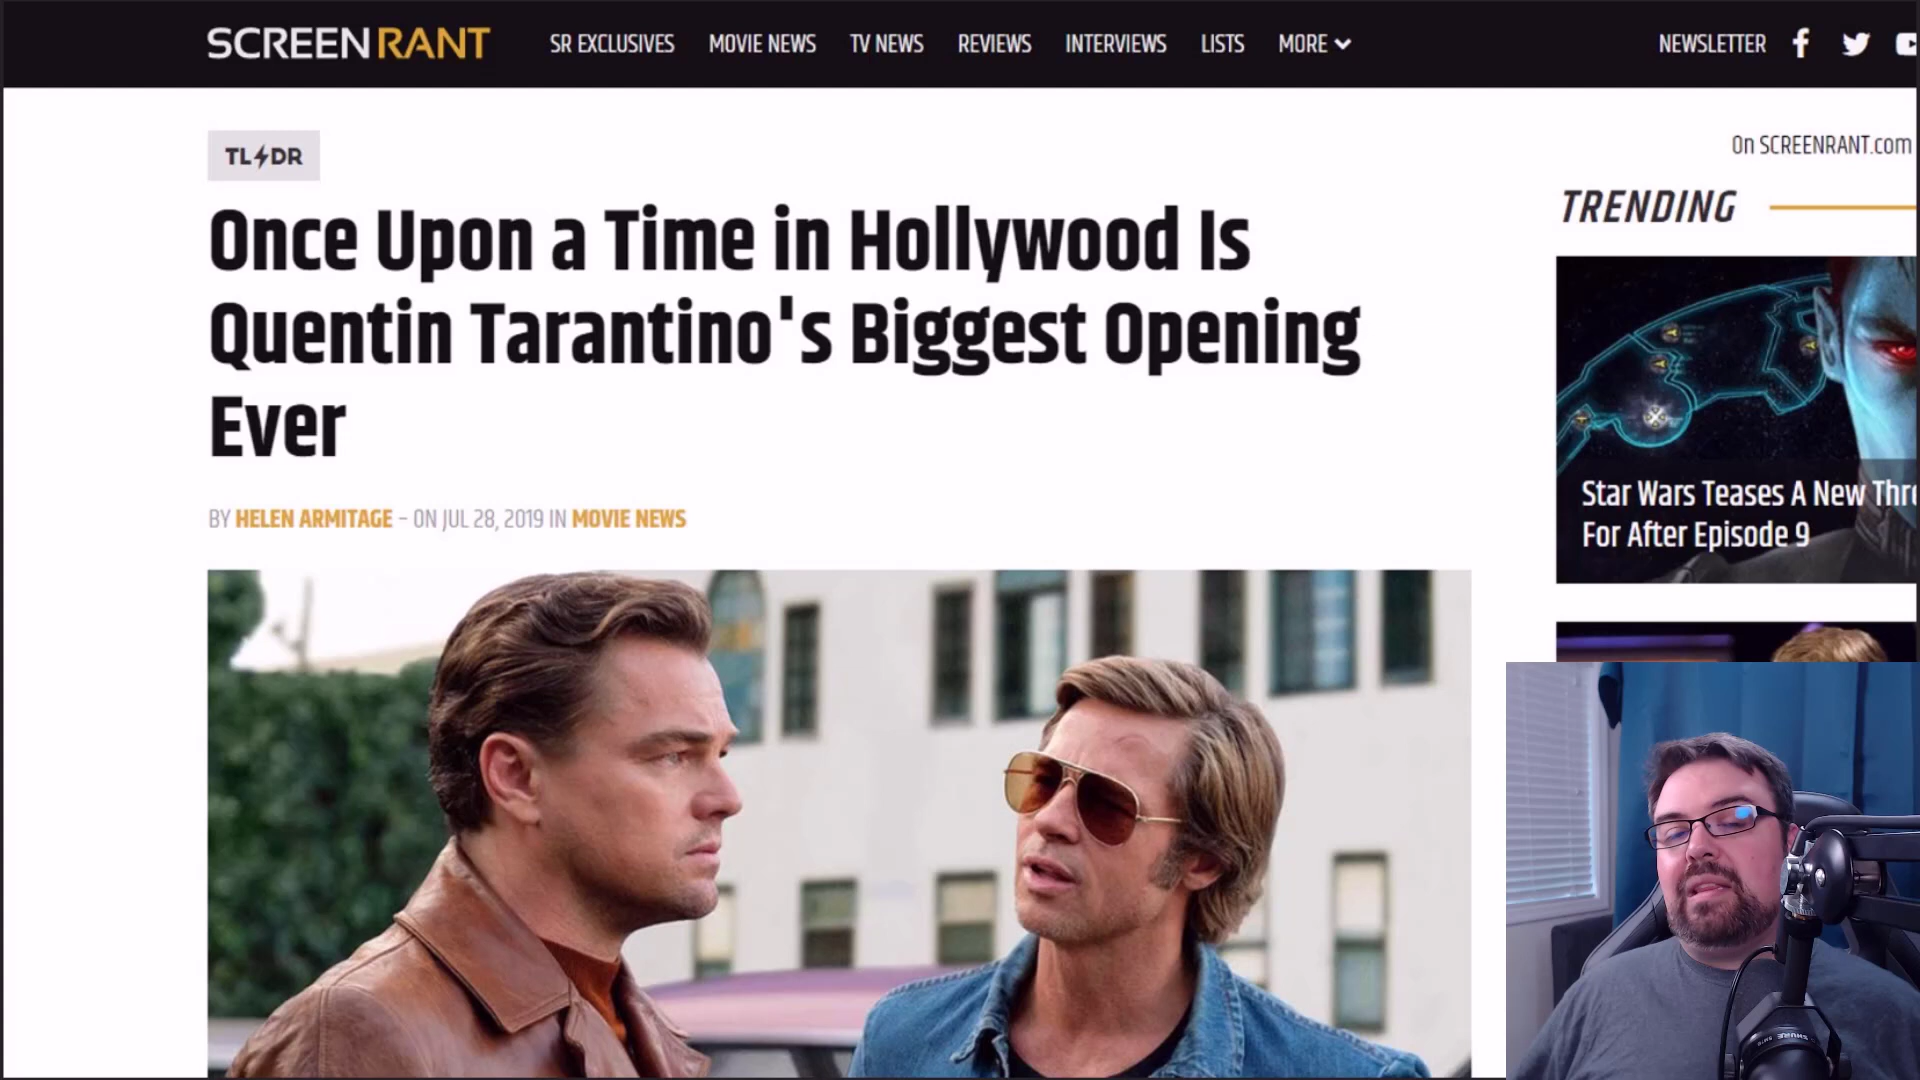 SCREENRANT
SR EXCLUSIVES MOVIE NEWS TV NEWS REVIEWS INTERVIEWS LISTS MORE
NEWSLETTER
TL DR
Once Upon a Time in Hollywood Is
Quentin Tarantino's Biggest Opening
Ever
BY HELEN ARMITAGE – ON JUL 28, 2019 IN MOVIE NEWS
On SCREENRANT.com
TRENDING
Star Wars Teases A New
For After Episode 9
SHURE